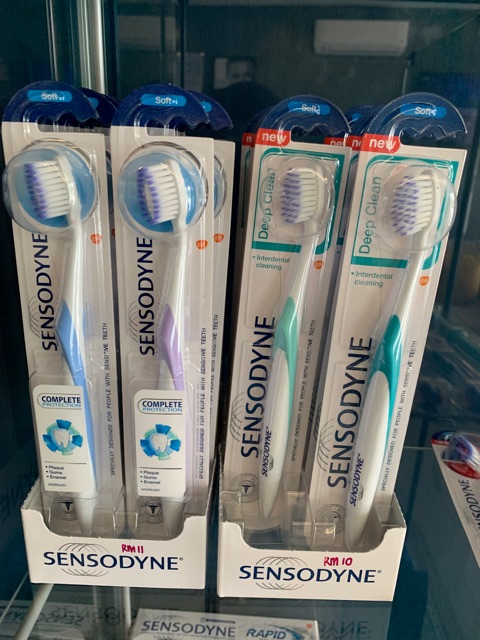 Soft
Soft
Soft
Soft
new
new
Deep Clean
• Interdental
cleaning
Deep Clean
• Interdental
cleaning
SENSODYNE
SENSODYNE
SENSODYNE
SENSODYNE
SPECIALLY DESIGNED FOR PEOPLE WITH SENSITIVE TEETH
SPECIALLY DESIGNED FOR PEOPLE WITH SENSITIVE TEETH
SPECIALLY DESIGNED FOR PEOPLE WITH SENSITIVE TEETH
SPECIALLY DESIGNED FOR PEOPLE WITH SENSITIVE TEETH
COMPLETE
PROTECTION
• Plaque
• Gums
• Enamel
COMPLETE
PROTECTION
• Plaque
• Gums
• Enamel
SENSODYNE
SENSODYNE
RM 11
SENSODYNE®
RM 10
SENSODYNE®
SENSODYNE RAPID